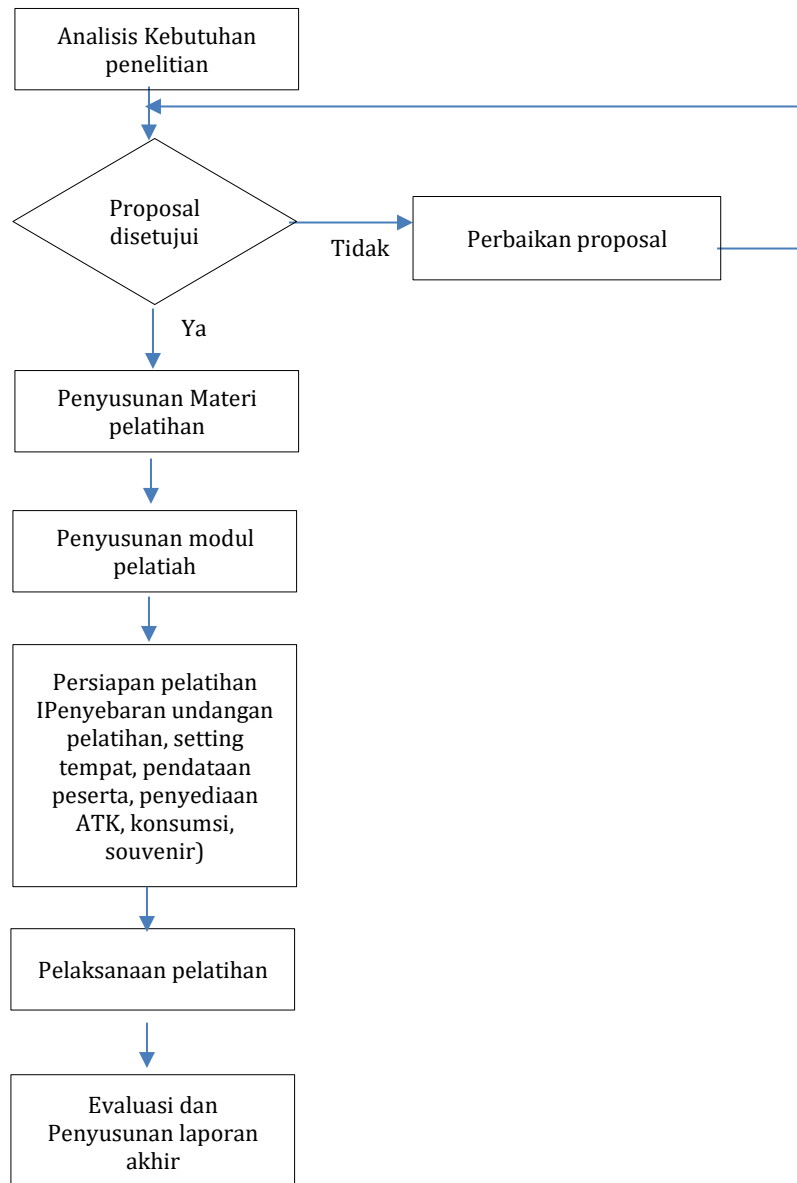 Analisis Kebutuhan
penelitian
Proposal
disetujui
Tidak
Perbaikan proposal
Ya
Penyusunan Materi
pelatihan
Penyusunan modul
pelatiah
Persiapan pelatihan
IPenyebaran undangan
pelatihan, setting
tempat, pendataan
peserta, penyediaan
ATK, konsumsi,
souvenir)
Pelaksanaan pelatihan
Evaluasi dan
Penyusunan laporan
akhir